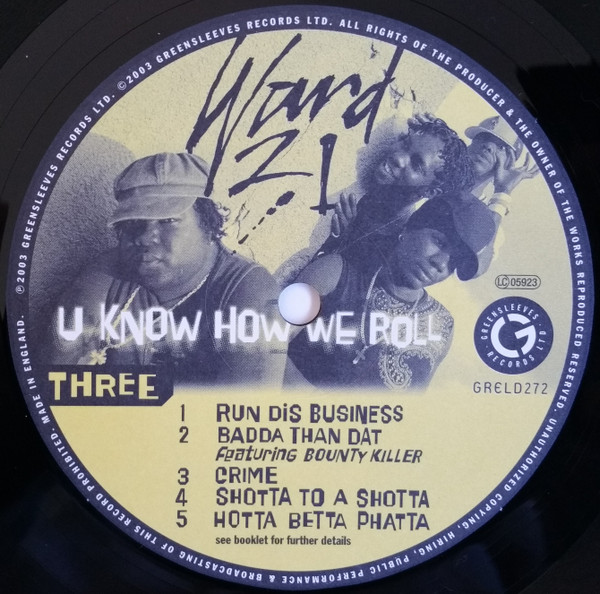 ℗2003 GREENSLEEVES RECORDS LTD. ©2003 GREENSLEEVES RECORDS LTD. ALL RIGHTS OF THE PRODUCER & THE OWNER OF THE WORKS REPRODUCED RESERVED. UNAUTHORIZED COPYING, HIRING, PUBLIC PERFORMANCE & BROADCASTING OF THIS RECORD PROHIBITED. MADE IN ENGLAND.
Ward
21
LC 05923
GREENSLEEVES
G
RECORDS LTD
U KNOW HOW WE ROLL
GRELD272
THREE
1 RUN DiS BUSINESS
2 BADDA THAN DAT
Featuring BOUNTY KILLER
3 CRIME
4 SHOTTA TO A SHOTTA
5 HOTTA BETTA PHATTA
see booklet for further details